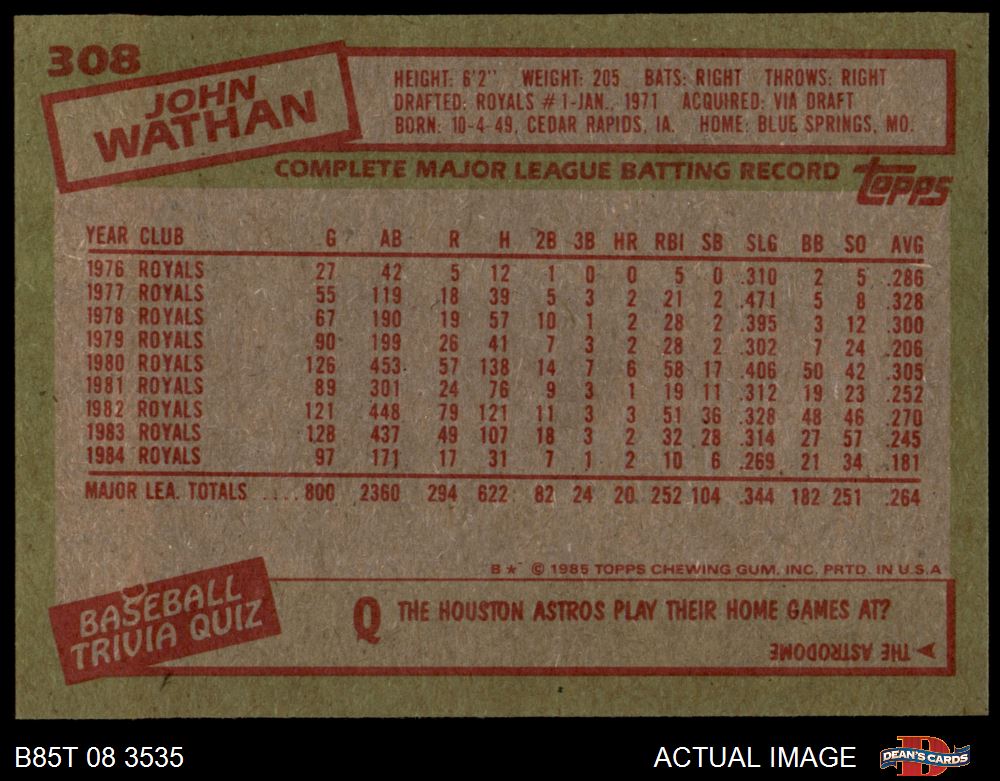 308
JOHN
WATHAN
HEIGHT: 6'2" WEIGHT: 205 BATS: RIGHT THROWS: RIGHT
DRAFTED: ROYALS #1-JAN., 1971 ACQUIRED: VIA DRAFT
BORN: 10-4-49, CEDAR RAPIDS, IA. HOME: BLUE SPRINGS, MO.
COMPLETE MAJOR LEAGUE BATTING RECORD topps
YEAR CLUB G AB R H 2B 3B HR RBI SB SLG BB SO AVG
1976 ROYALS 27 42 5 12 1 0 0 5 0 .310 2 5 .286
1977 ROYALS 55 119 18 39 5 3 2 21 2 .471 5 8 .328
1978 ROYALS 67 190 19 57 10 1 2 28 2 .395 3 12 .300
1979 ROYALS 90 199 26 41 7 3 2 28 2 .302 7 24 .206
1980 ROYALS 126 453 57 138 14 7 6 58 17 .406 50 42 .305
1981 ROYALS 89 301 24 76 9 3 1 19 11 .312 19 23 .252
1982 ROYALS 121 448 79 121 11 3 3 51 36 .328 48 46 .270
1983 ROYALS 128 437 49 107 18 3 2 32 28 .314 27 57 .245
1984 ROYALS 97 171 17 31 7 1 2 10 6 .269 21 34 .181
MAJOR LEA. TOTALS .... 800 2360 294 622 82 24 20 252 104 .344 182 251 .264
B* © 1985 TOPPS CHEWING GUM, INC. PRTD. IN U.S.A
BASEBALL
TRIVIA QUIZ
Q THE HOUSTON ASTROS PLAY THEIR HOME GAMES AT?
THE ASTRODOME
B85T 08 3535 ACTUAL IMAGE DEAN'S CARDS